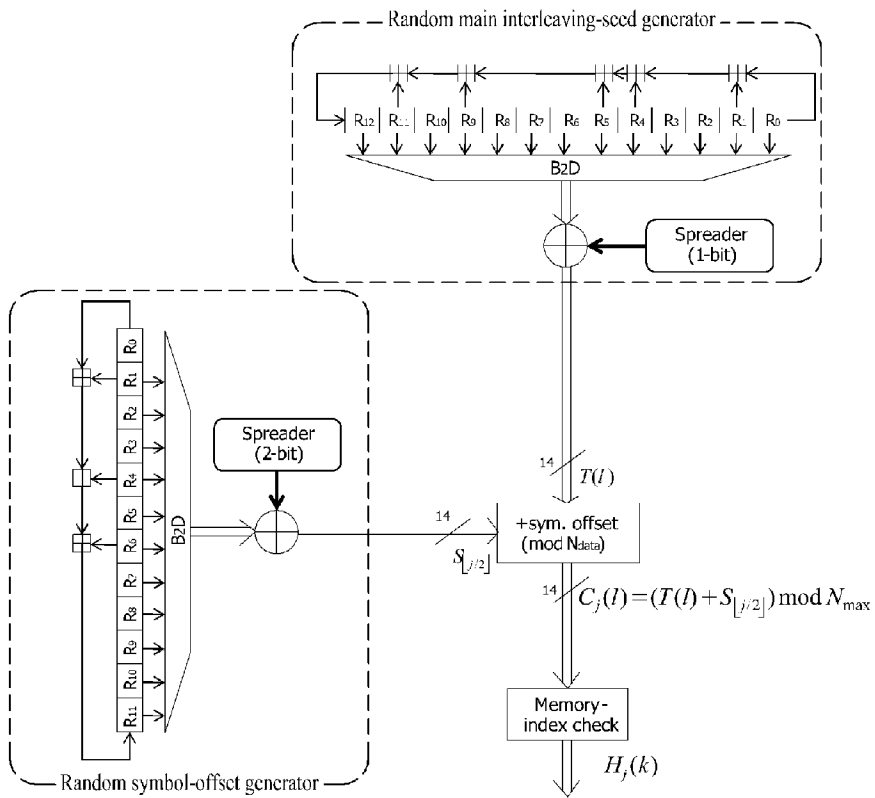 Random main interleaving-seed generator
R12 R11 R10 R9 R8 R7 R6 R5 R4 R3 R2 R1 R0
B2D
Spreader
(1-bit)
14
T(l)
R0
R1
R2
R3
R4
R5
R6
R7
R8
R9
R10
R11
B2D
Spreader
(2-bit)
14
S⌊j/2⌋
+sym. offset
(mod Ndata)
14
Cj(l)=(T(l)+S⌊j/2⌋) mod Nmax
Memory-
index check
Hj(k)
Random symbol-offset generator